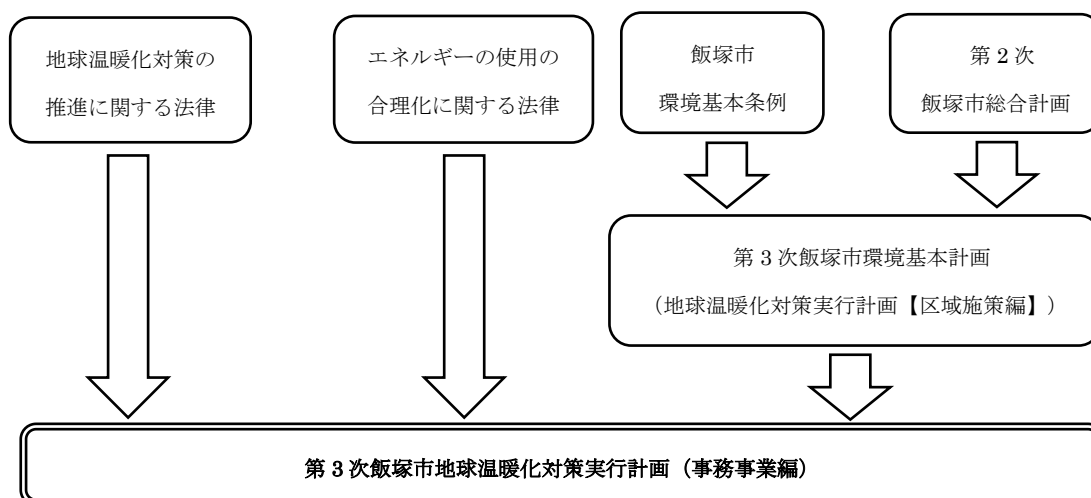 地球温暖化対策の
推進に関する法律
エネルギーの使用の
合理化に関する法律
飯塚市
環境基本条例
第2次
飯塚市総合計画
第3次飯塚市環境基本計画
（地球温暖化対策実行計画【区域施策編】）
第3次飯塚市地球温暖化対策実行計画（事務事業編）